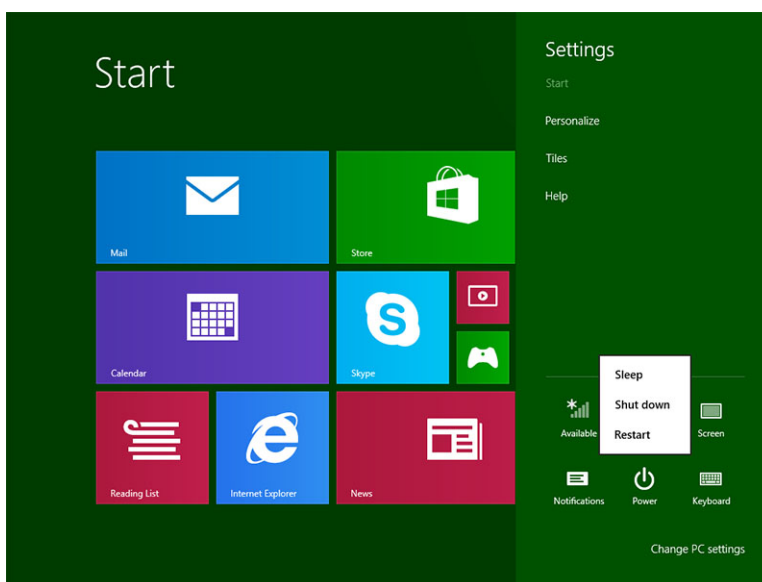 Start
Mail
Store
Calendar
Skype
Reading List
Internet Explorer
News
Settings
Start
Personalize
Tiles
Help
Sleep
Shut down
Restart
Available
Screen
Notifications
Power
Keyboard
Change PC settings